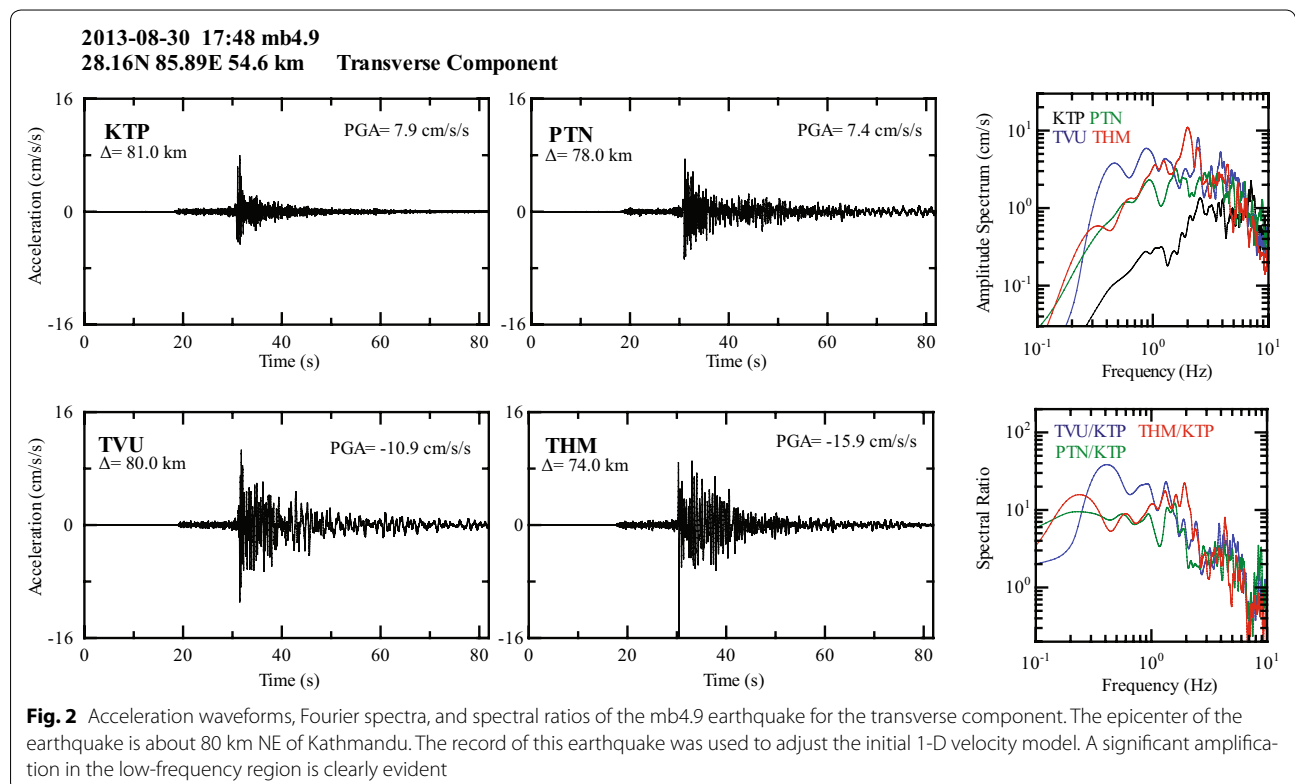 2013-08-30 17:48 mb4.9
28.16N 85.89E 54.6 km Transverse Component
16
0
-16
Acceleration (cm/s/s)
KTP
Δ= 81.0 km
PGA= 7.9 cm/s/s
0 20 40 60 80
Time (s)
16
0
-16
PTN
Δ= 78.0 km
PGA= 7.4 cm/s/s
0 20 40 60 80
Time (s)
Amplitude Spectrum (cm/s)
10^1
10^0
10^-1
KTP PTN
TVU THM
10^-1 10^0 10^1
Frequency (Hz)
16
0
-16
Acceleration (cm/s/s)
TVU
Δ= 80.0 km
PGA= -10.9 cm/s/s
0 20 40 60 80
Time (s)
16
0
-16
THM
Δ= 74.0 km
PGA= -15.9 cm/s/s
0 20 40 60 80
Time (s)
Spectral Ratio
10^2
10^1
10^0
TVU/KTP THM/KTP
PTN/KTP
10^-1 10^0 10^1
Frequency (Hz)
Fig. 2 Acceleration waveforms, Fourier spectra, and spectral ratios of the mb4.9 earthquake for the transverse component. The epicenter of the
earthquake is about 80 km NE of Kathmandu. The record of this earthquake was used to adjust the initial 1-D velocity model. A significant amplifica-
tion in the low-frequency region is clearly evident